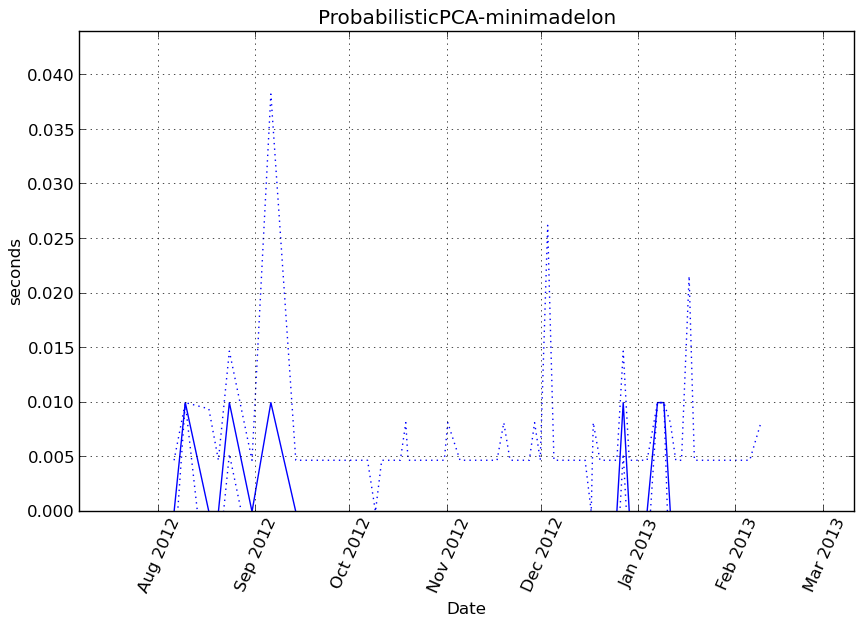 ProbabilisticPCA-minimadelon
0.040
0.035
0.030
0.025
0.020
0.015
0.010
0.005
0.000
seconds
Aug 2012
Sep 2012
Oct 2012
Nov 2012
Dec 2012
Jan 2013
Feb 2013
Mar 2013
Date